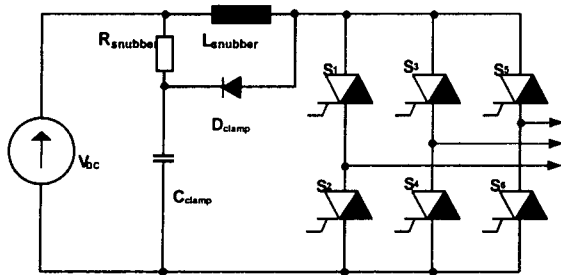 Rsnubber
Lsnubber
Dclamp
Cclamp
VDC
S1
S3
S5
S2
S4
S6